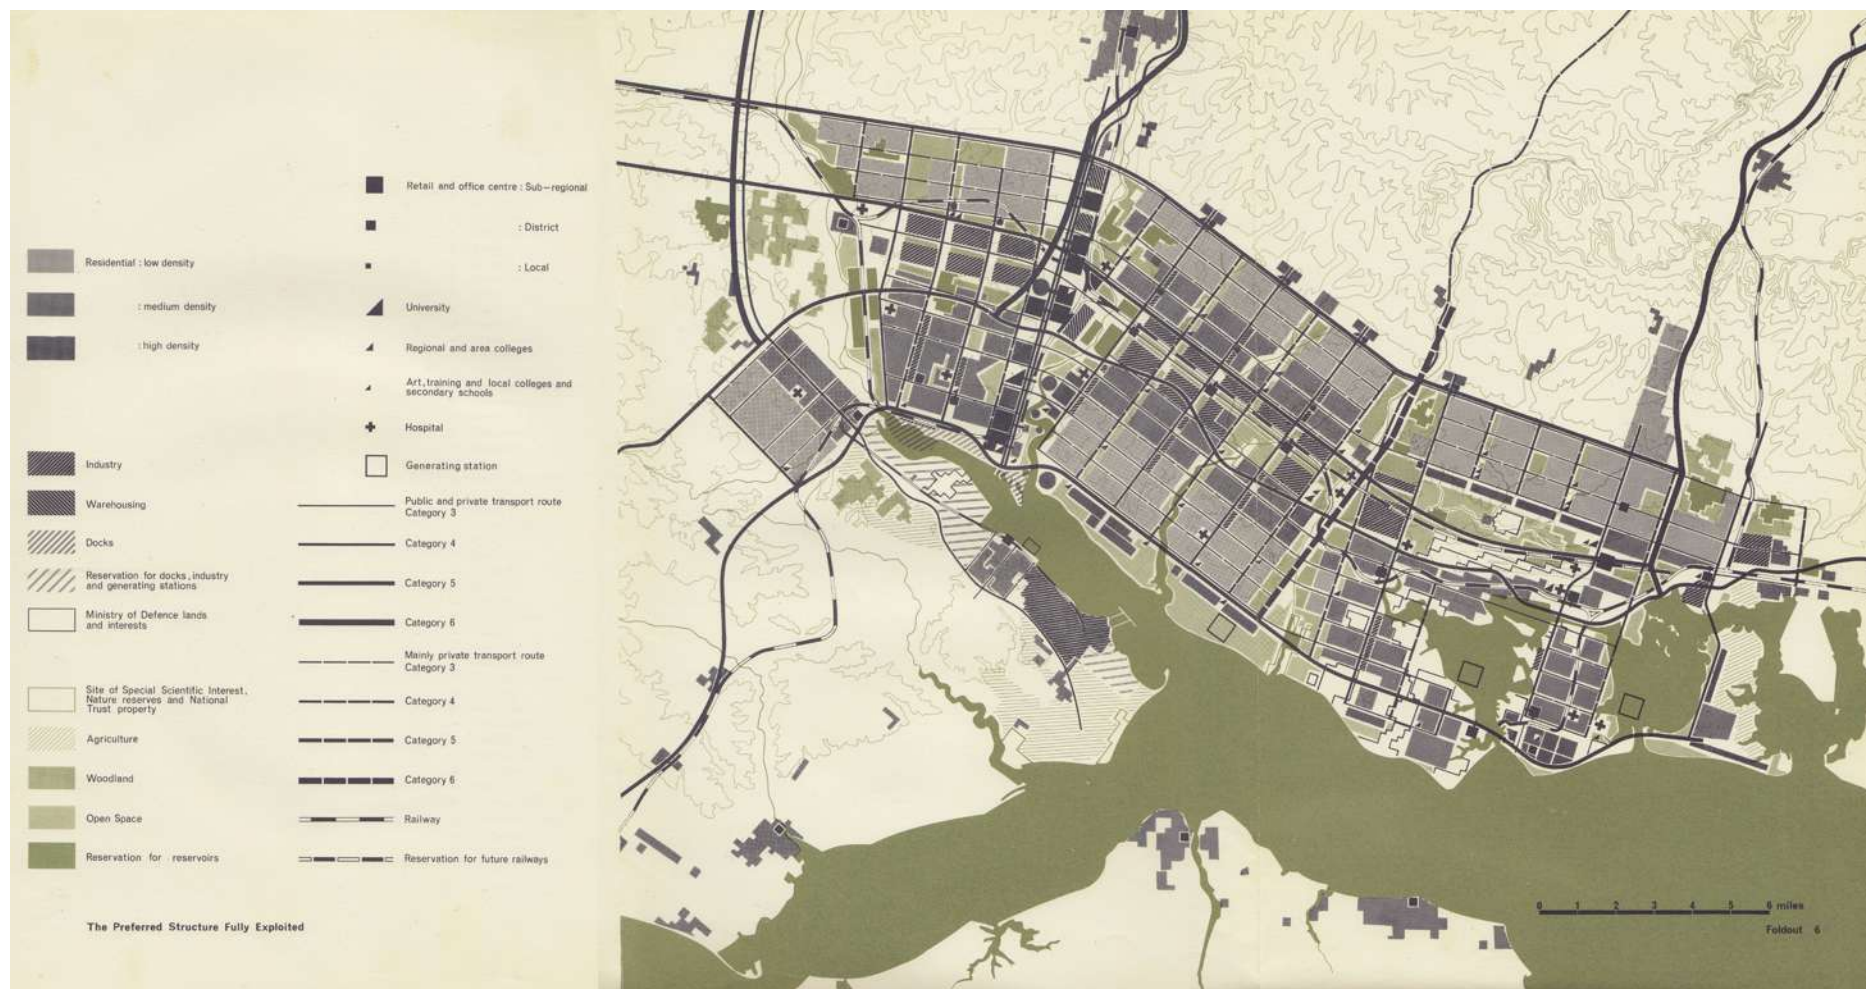 Residential : low density
: medium density
: high density
Industry
Warehousing
Docks
Reservation for docks, industry
and generating stations
Ministry of Defence lands
and interests
Site of Special Scientific Interest,
Nature reserves and National
Trust property
Agriculture
Woodland
Open Space
Reservation for reservoirs
Retail and office centre : Sub-regional
: District
: Local
University
Regional and area colleges
Art, training and local colleges and
secondary schools
Hospital
Generating station
Public and private transport route
Category 3
Category 4
Category 5
Category 6
Mainly private transport route
Category 3
Category 4
Category 5
Category 6
Railway
Reservation for future railways
The Preferred Structure Fully Exploited
0 1 2 3 4 5 6 miles
Foldout 6